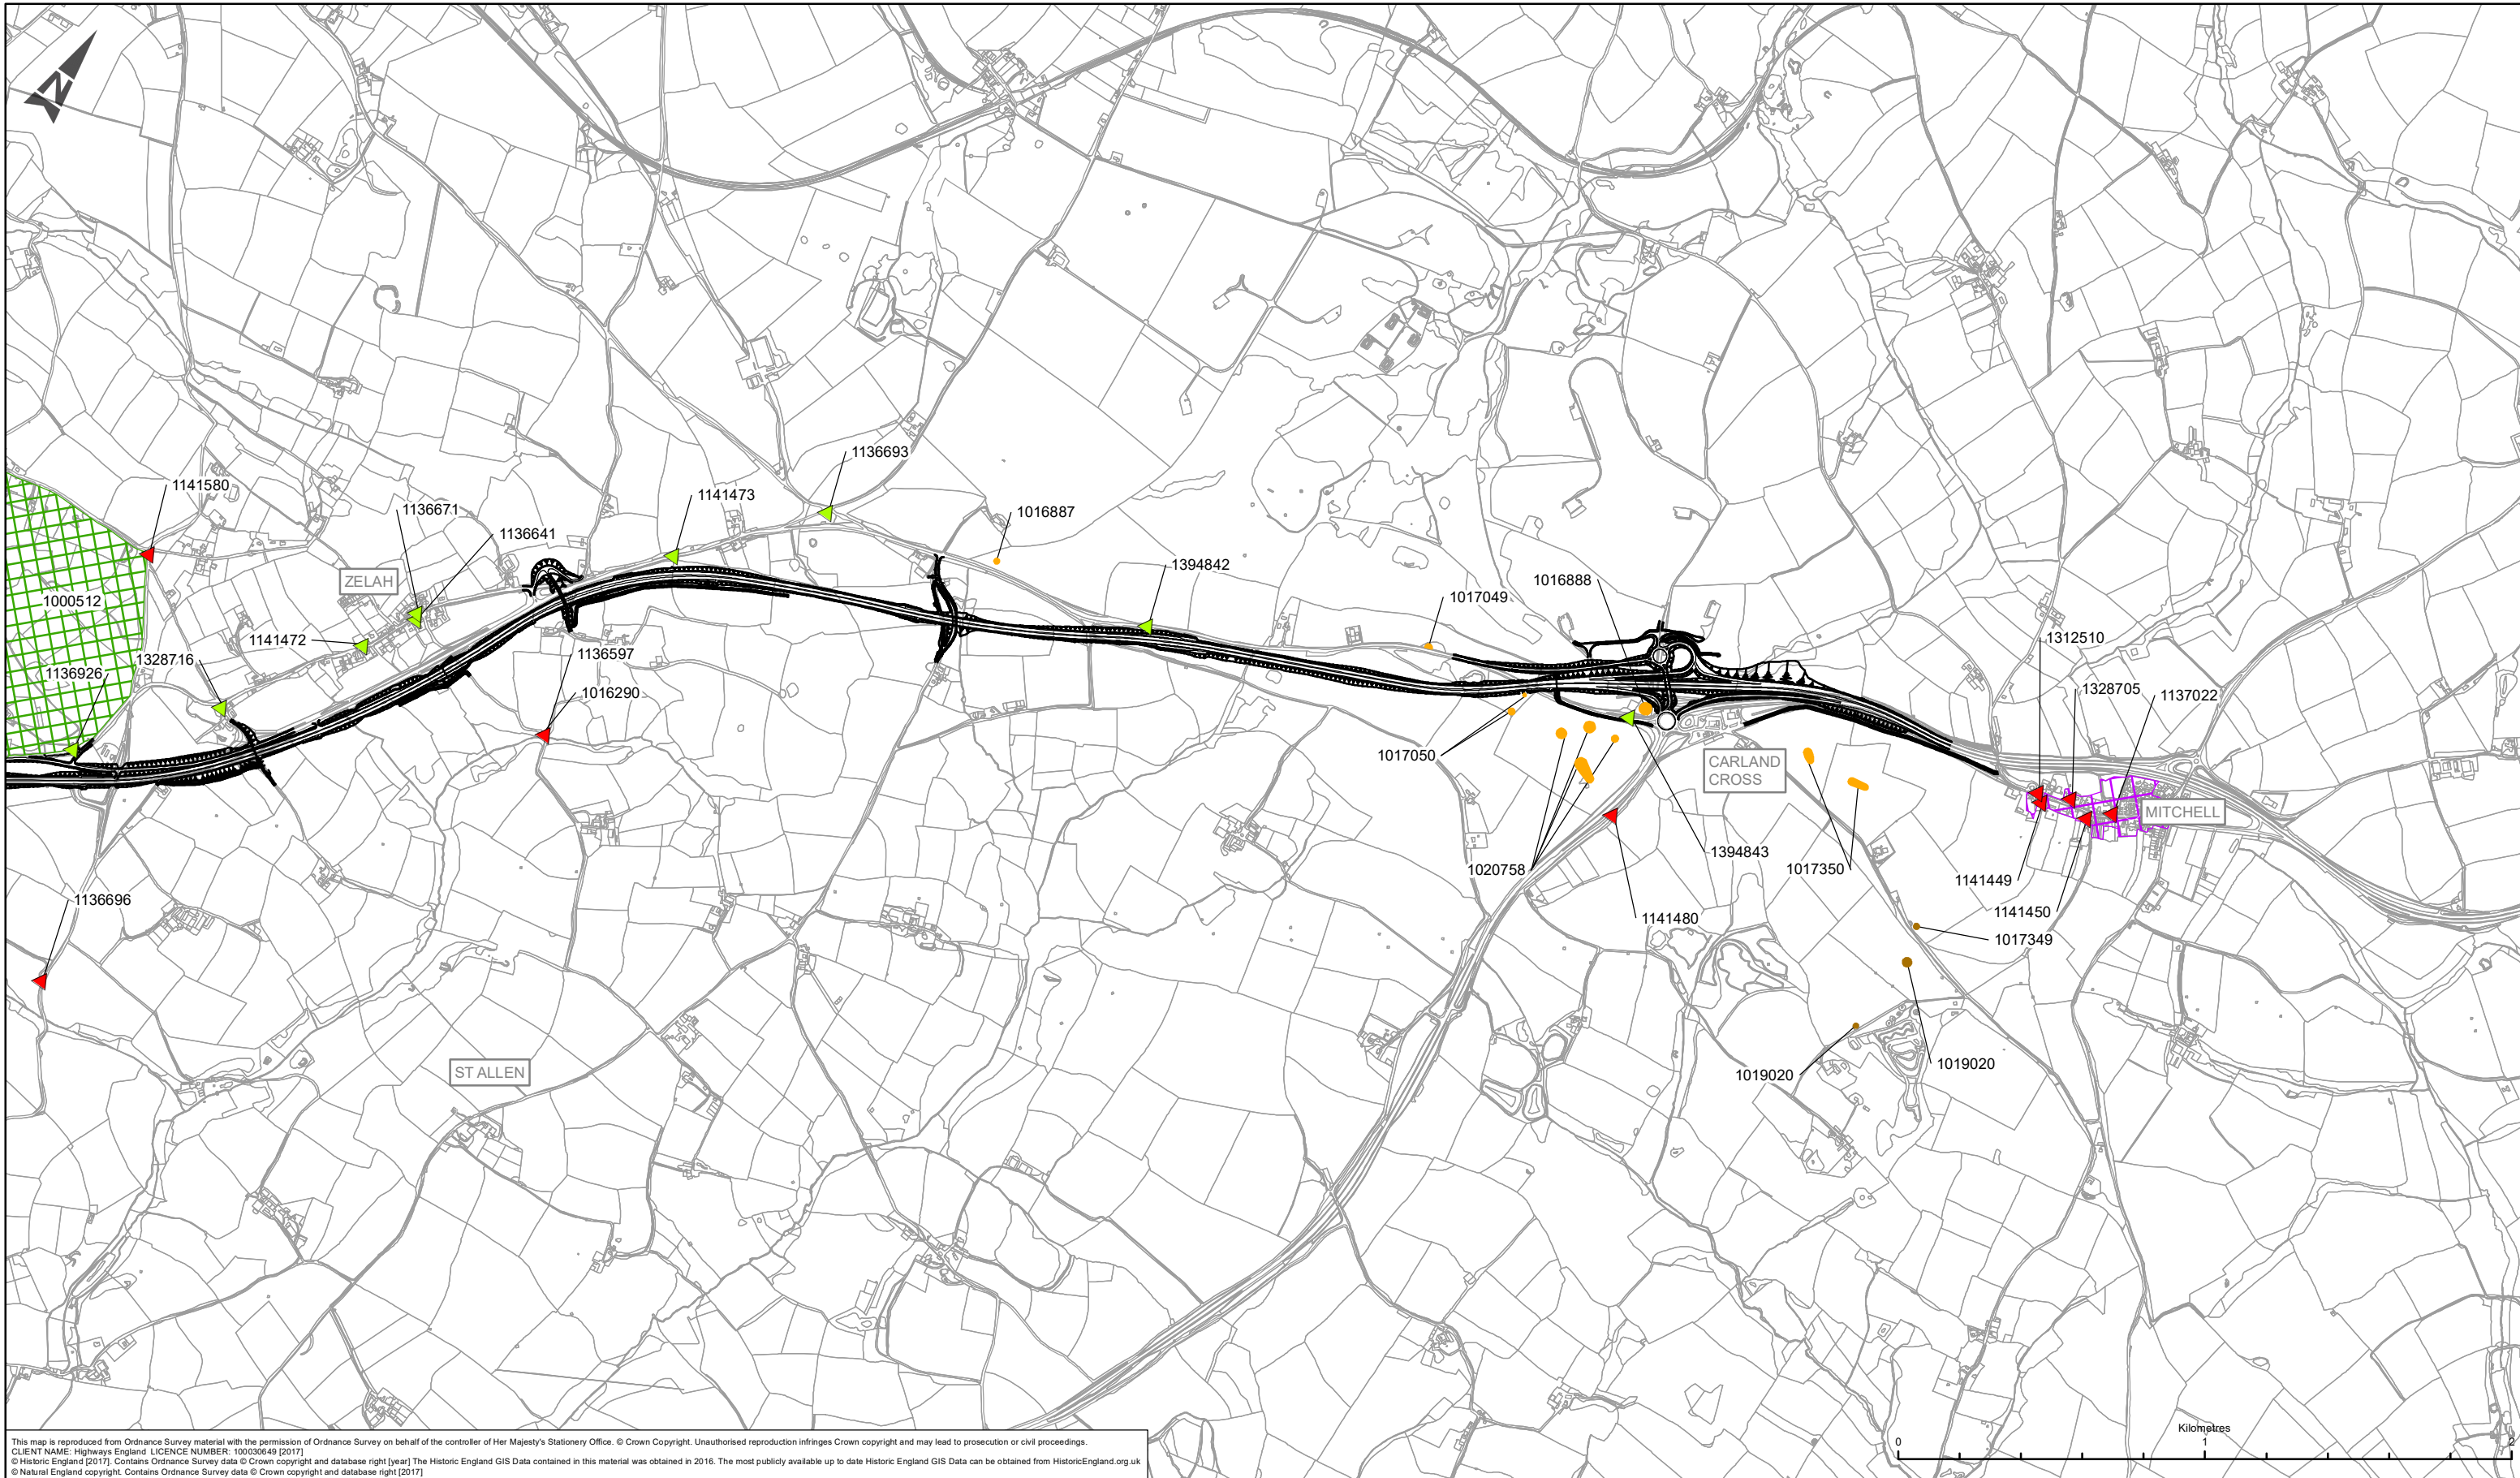 N
1136693
1141580
1141473
1136671
1016887
1136641
1394842
ZELAH
1016888
1017049
1000512
1141472
1312510
1136597
1328716
1136926
1016290
1328705
1137022
1017050
CARLAND
CROSS
MITCHELL
1394843
1020758
1017350
1141449
1136696
1141450
1141480
1017349
ST ALLEN
1019020
1019020
Kilometres
0
1
2
This map is reproduced from Ordnance Survey material with the permission of Ordnance Survey on behalf of the controller of Her Majesty's Stationery Office. © Crown Copyright. Unauthorised reproduction infringes Crown copyright and may lead to prosecution or civil proceedings.
CLIENT NAME: Highways England LICENCE NUMBER: 100030649 [2017]
© Historic England [2017]. Contains Ordnance Survey data © Crown copyright and database right [year] The Historic England GIS Data contained in this material was obtained in 2016. The most publicly available up to date Historic England GIS Data can be obtained from HistoricEngland.org.uk
© Natural England copyright. Contains Ordnance Survey data © Crown copyright and database right [2017]